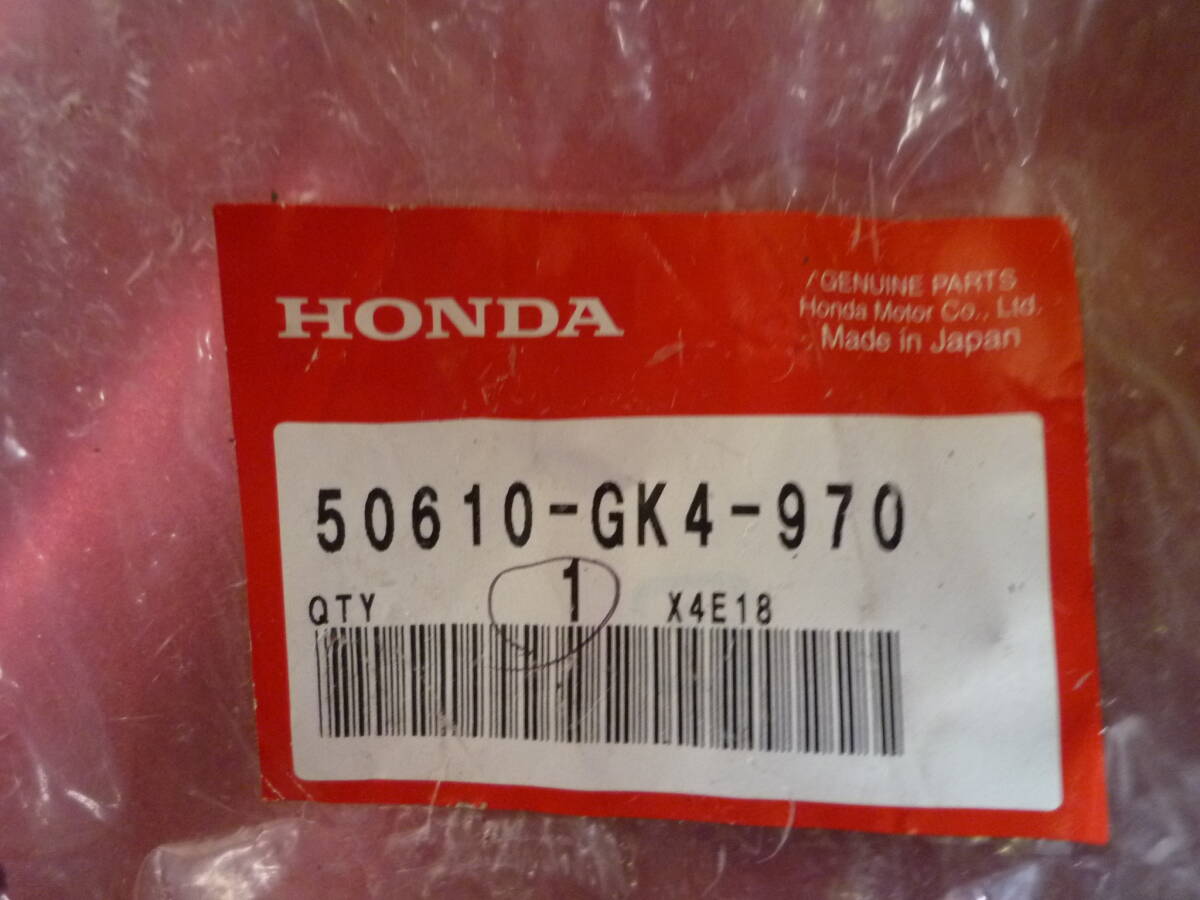 HONDA
GENUINE PARTS
Honda Motor Co., Ltd.
Made in Japan
50610-GK4-970
QTY 1 X4E18